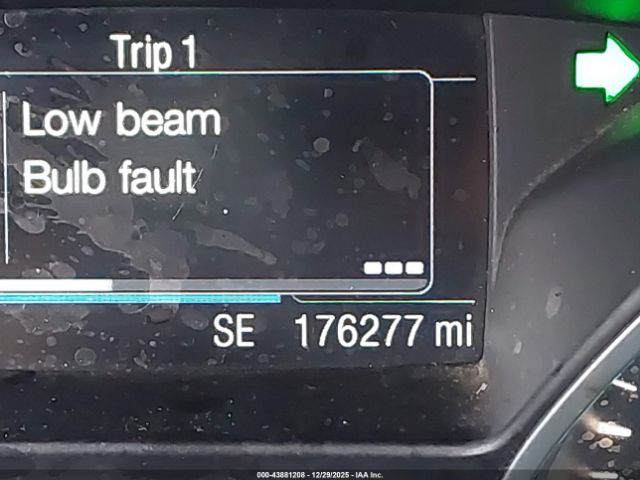 Trip 1
Low beam
Bulb fault
SE 176277 mi
000-43881208 - 12/29/2025 - IAA Inc.